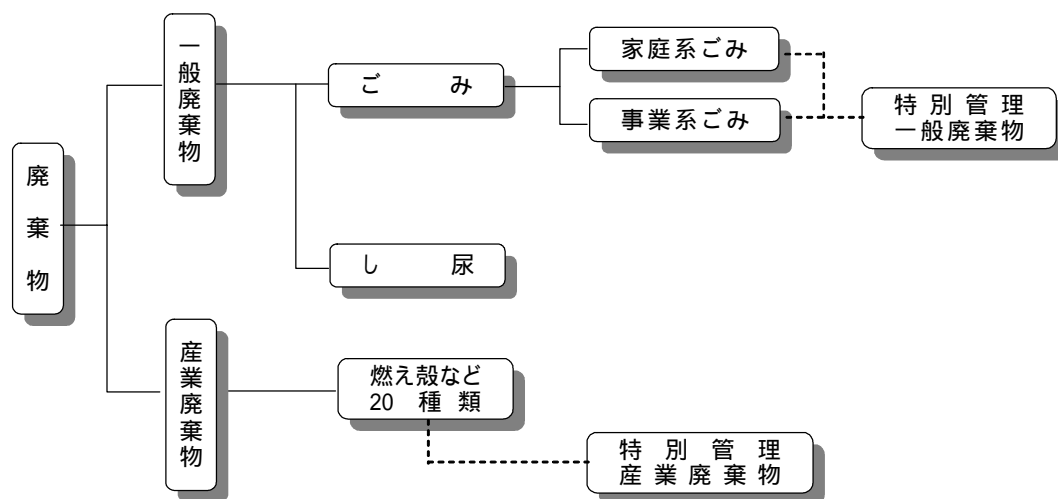 廃棄物
一般廃棄物
ごみ
家庭系ごみ
事業系ごみ
特別管理
一般廃棄物
し尿
産業廃棄物
燃え殻など
20 種類
特別管理
産業廃棄物